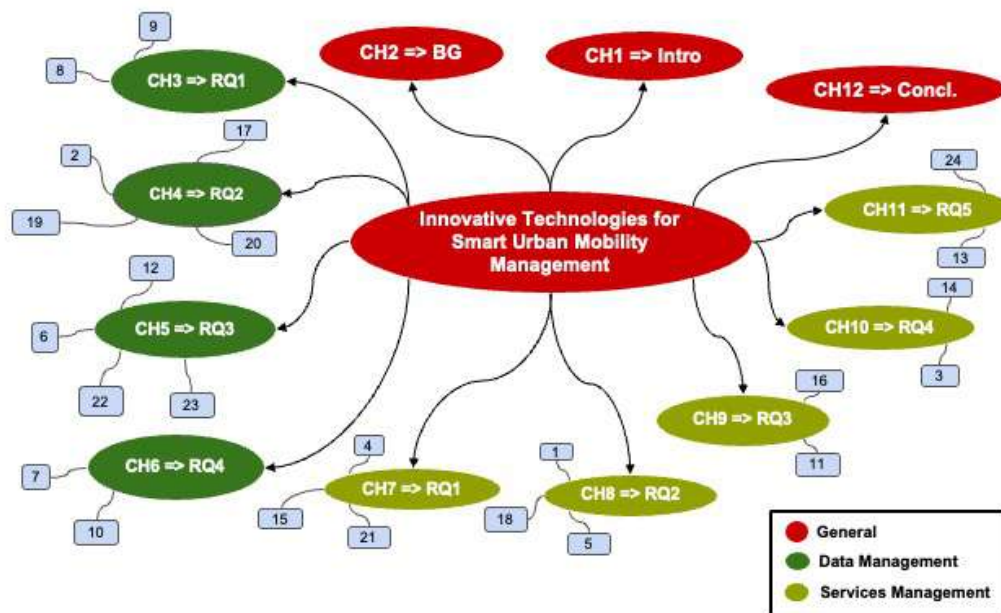 9
8
CH3 => RQ1
CH2 => BG
CH1 => Intro
CH12 => Concl.
17
2
CH4 => RQ2
19
20
Innovative Technologies for
Smart Urban Mobility
Management
24
CH11 => RQ5
13
12
6
CH5 => RQ3
22
23
14
CH10 => RQ4
3
16
CH9 => RQ3
11
7
CH6 => RQ4
10
4
CH7 => RQ1
15
21
1
CH8 => RQ2
18
5
General
Data Management
Services Management